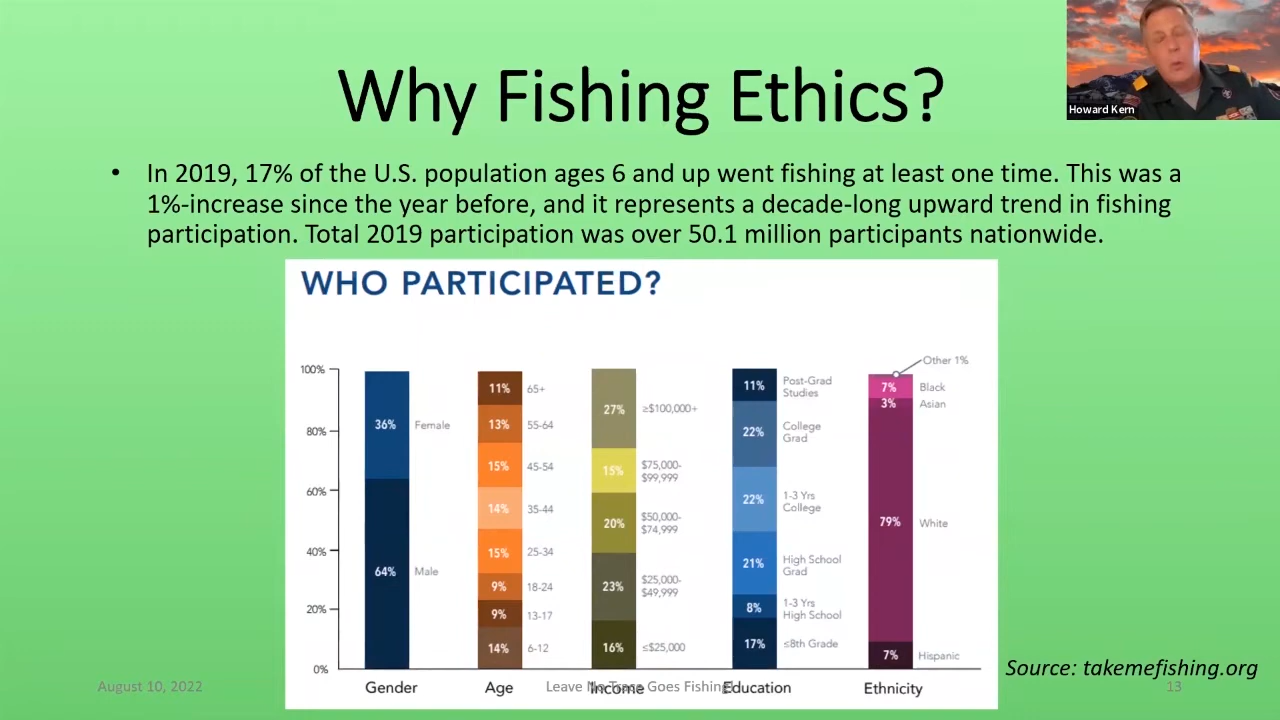 Why Fishing Ethics?
Howard Kern
• In 2019, 17% of the U.S. population ages 6 and up went fishing at least one time. This was a
1%-increase since the year before, and it represents a decade-long upward trend in fishing
participation. Total 2019 participation was over 50.1 million participants nationwide.
WHO PARTICIPATED?
100%
80%
60%
40%
20%
0%
36% Female
64% Male
Gender
11% 65+
13% 55-64
15% 45-54
14% 35-44
15% 25-34
9% 18-24
9% 13-17
14% 6-12
Age
27% ≥$100,000+
15% $75,000-
$99,999
20% $50,000-
$74,999
23% $25,000-
$49,999
16% ≤$25,000
Income
11% Post-Grad
Studies
22% College
Grad
22% 1-3 Yrs
College
21% High School
Grad
8% 1-3 Yrs
High School
17% ≤8th Grade
Education
Other 1%
7% Black
3% Asian
79% White
7% Hispanic
Ethnicity
Source: takemefishing.org
August 10, 2022
Leave No Trace Goes Fishing!
13